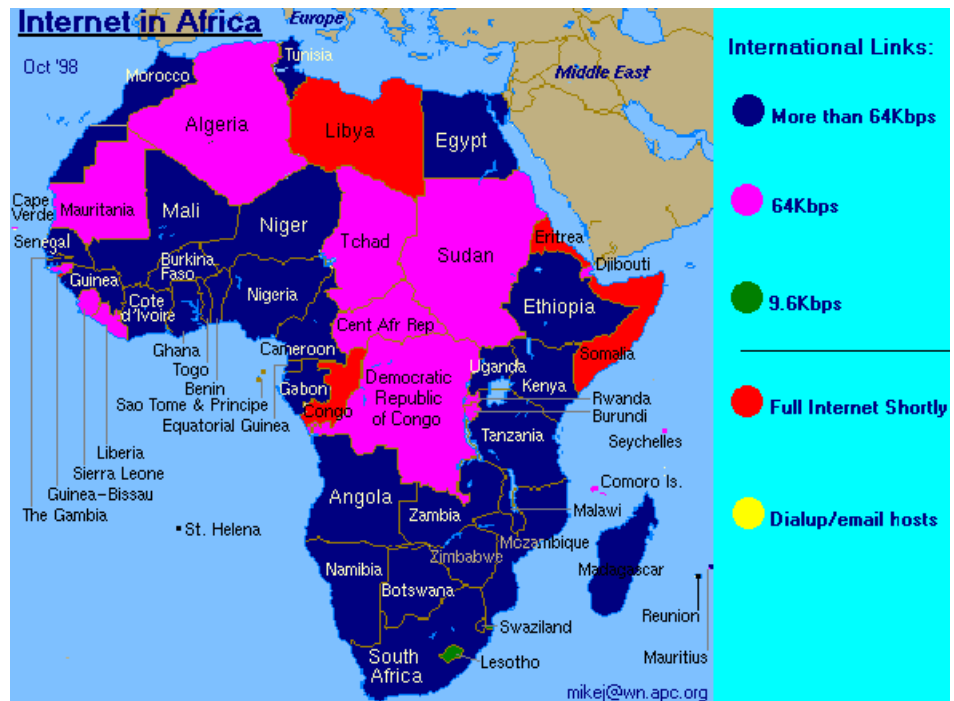 Internet in Africa
Europe
Oct '98
Tunisia
Morocco
Middle East
Algeria
Libya
Egypt
Cape
Verde
Mauritania
Mali
Niger
Tchad
Sudan
Eritrea
Senegal
Djibouti
Burkina
Faso
Guinea
Nigeria
Ethiopia
Cote
d'Ivoire
Cent Afr Rep
Ghana
Cameroon
Somalia
Togo
Uganda
Benin
Gabon
Democratic
Republic
of Congo
Kenya
Sao Tome & Principe
Congo
Rwanda
Equatorial Guinea
Burundi
Tanzania
Seychelles
Liberia
Sierra Leone
Guinea-Bissau
The Gambia
Comoro Is.
Angola
Zambia
Malawi
St. Helena
Mozambique
Zimbabwe
Namibia
Madagascar
Botswana
Reunion
Swaziland
South
Africa
Lesotho
Mauritius
mikej@wn.apc.org
International Links:
More than 64Kbps
64Kbps
9.6Kbps
Full Internet Shortly
Dialup/email hosts